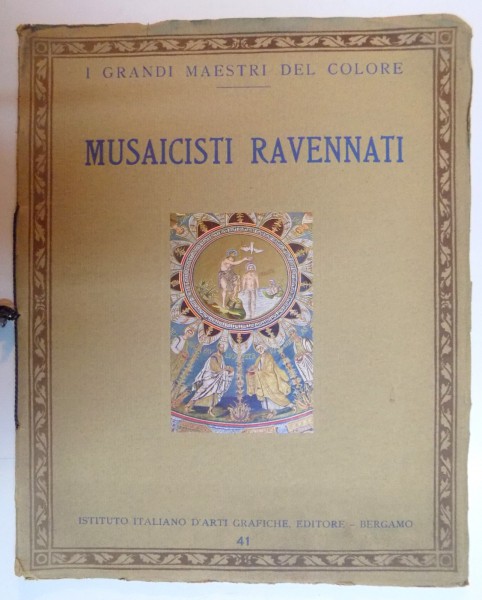 I GRANDI MAESTRI DEL COLORE
MUSAICISTI RAVENNATI
ISTITUTO ITALIANO D'ARTI GRAFICHE, EDITORE - BERGAMO
41